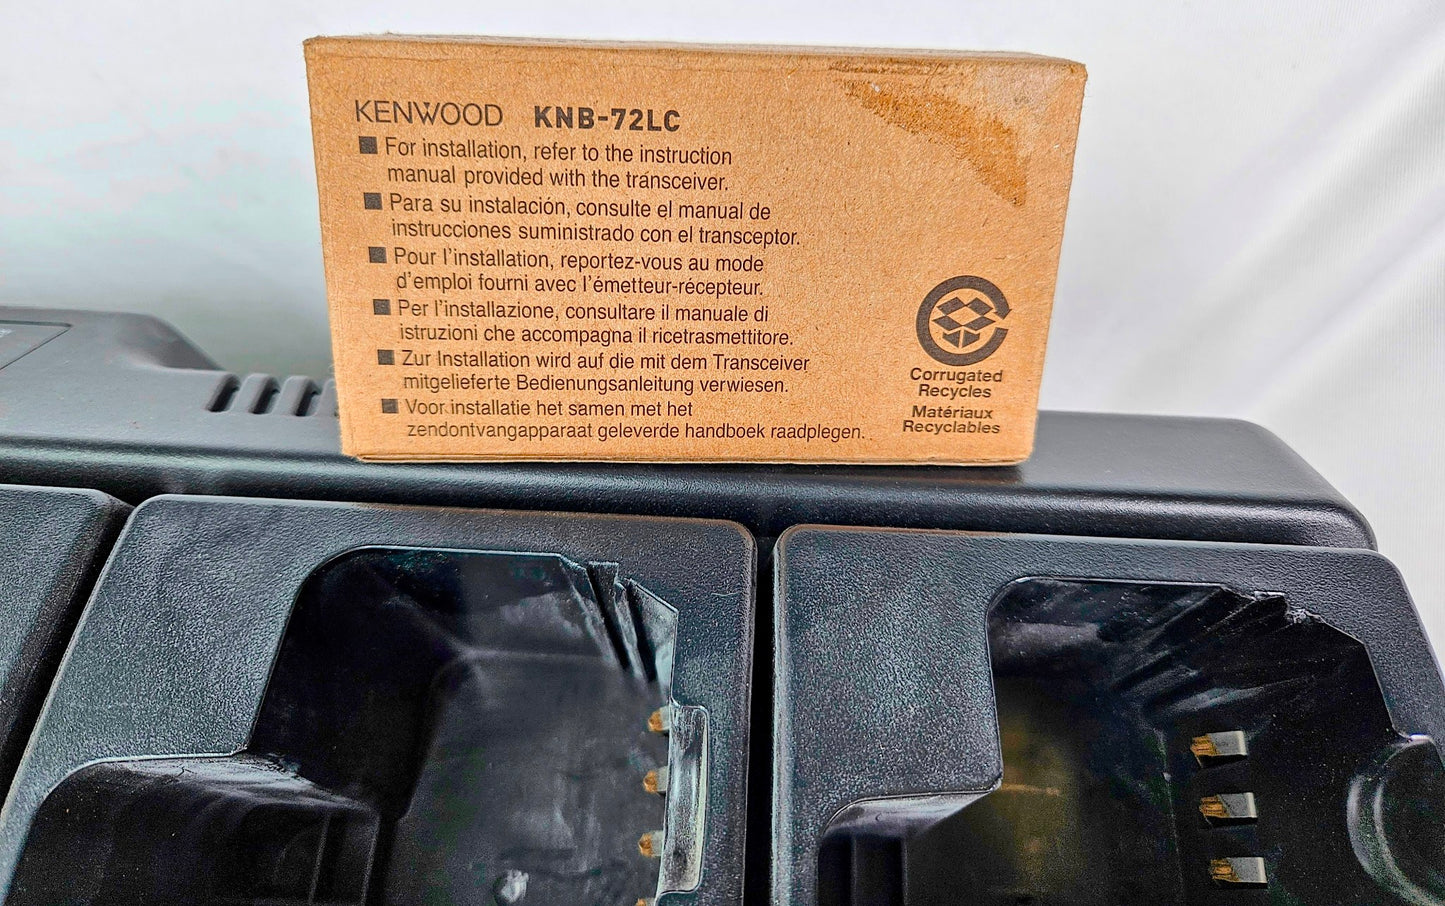 KENWOOD KNB-72LC
■ For installation, refer to the instruction
manual provided with the transceiver.
■ Para su instalación, consulte el manual de
instrucciones suministrado con el transceptor.
■ Pour l'installation, reportez-vous au mode
d'emploi fourni avec l'émetteur-récepteur.
■ Per l'installazione, consultare il manuale di
istruzioni che accompagna il ricetrasmettitore.
■ Zur Installation wird auf die mit dem Transceiver
mitgelieferte Bedienungsanleitung verwiesen.
■ Voor installatie het samen met het
zendontvangapparaat geleverde handboek raadplegen.
Corrugated
Recycles
Matériaux
Recyclables